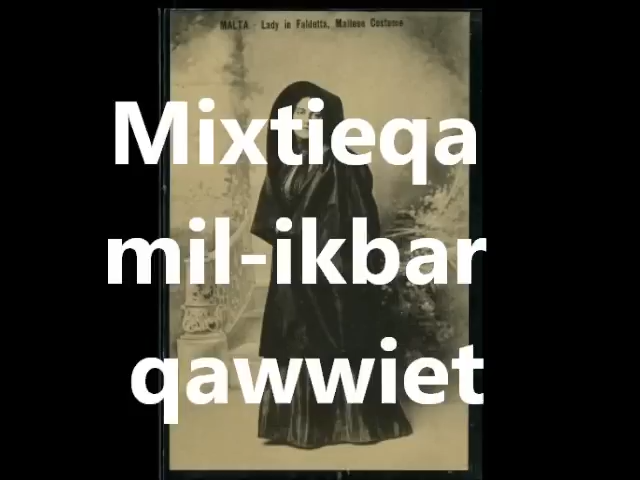 MALTA - Lady in Faldetta, Maltese Costume
Mixtieqa
mil-ikbar
qawwiet